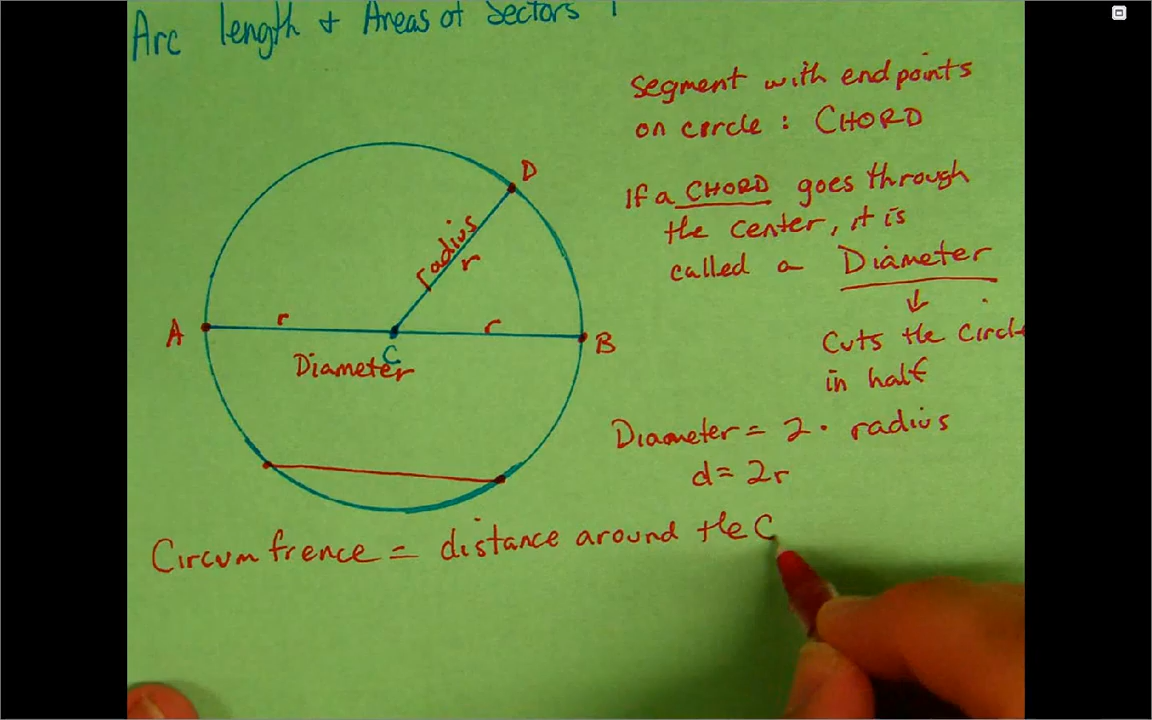 Arc length + Areas of Sectors
segment with endpoints
on circle : CHORD
If a CHORD goes through
the center, it is
called a Diameter
↓
Cuts the Circle
in half
D
radius
r
A
r
r
B
C
Diameter
Diameter = 2 · radius
d = 2r
Circumfrence = distance around the C